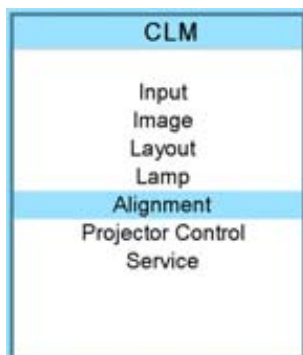 CLM
Input
Image
Layout
Lamp
Alignment
Projector Control
Service